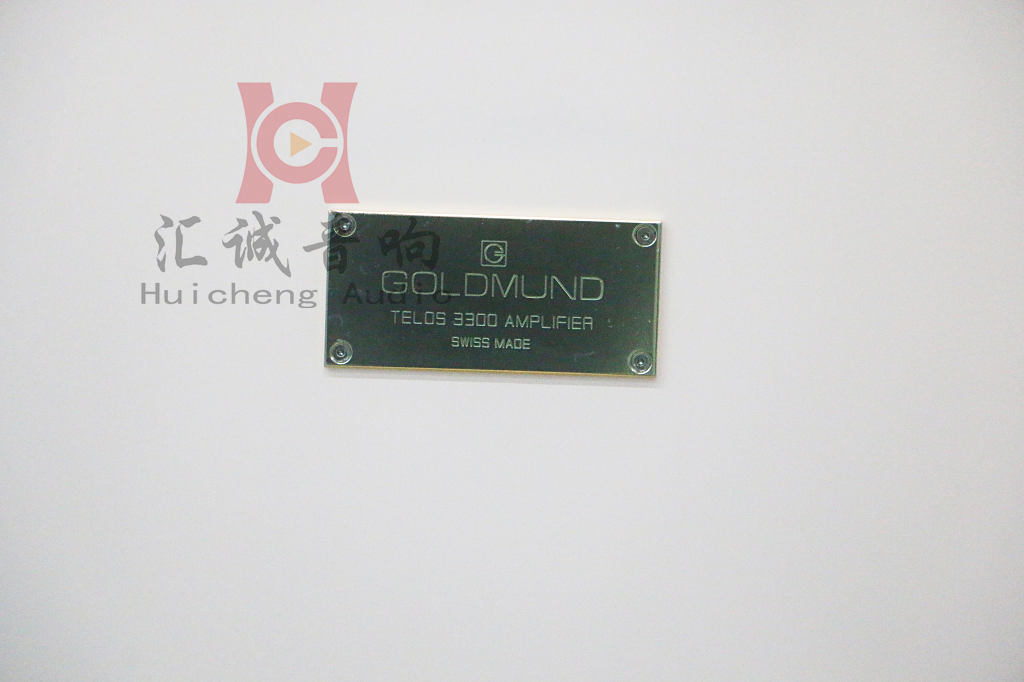 汇诚音响
Huicheng Audio
GOLDMUND
TELOS 3300 AMPLIFIER
SWISS MADE